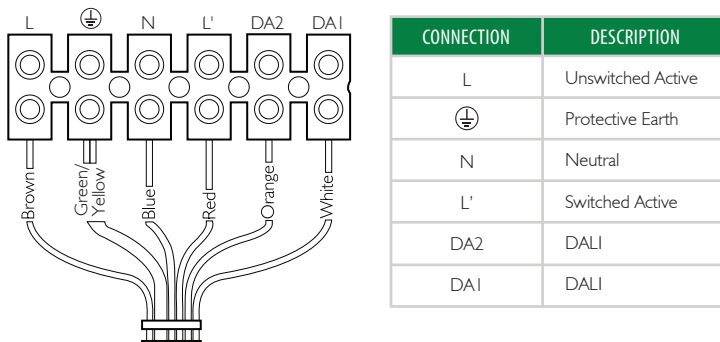 L N L' DA2 DA1
Brown
Green/
Yellow
Blue
Red
Orange
White
CONNECTION DESCRIPTION
L Unswitched Active
Protective Earth
N Neutral
L' Switched Active
DA2 DALI
DA1 DALI